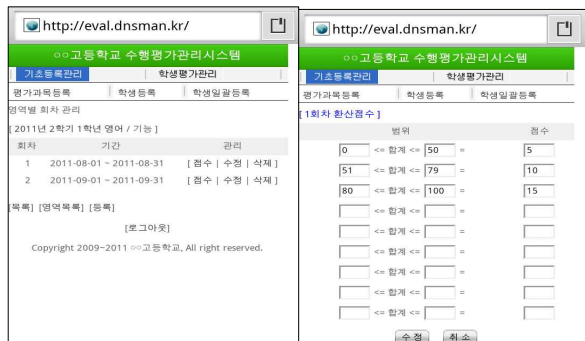 http://eval.dnsman.kr/
○○고등학교 수행평가관리시스템
기초등록관리 | 학생평가관리 |
평가과목등록 | 학생등록 | 학생일괄등록
영역별 회차 관리
[ 2011년 2학기 1학년 영어 / 기능 ]
회차 기간 관리
1 2011-08-01 ~ 2011-08-31 [ 점수 | 수정 | 삭제 ]
2 2011-09-01 ~ 2011-09-31 [ 점수 | 수정 | 삭제 ]
[목록] [영역목록] [등록]
[로그아웃]
Copyright 2009~2011 ○○고등학교, All right reserved.
http://eval.dnsman.kr/
○○고등학교 수행평가관리시스템
| 기초등록관리 | 학생평가관리 |
평가과목등록 | 학생등록 | 학생일괄등록
[ 1회차 환산점수 ]
범위 점수
0 <= 합계 <= 50 = 5
51 <= 합계 <= 79 = 10
80 <= 합계 <= 100 = 15
<= 합계 <= =
<= 합계 <= =
<= 합계 <= =
<= 합계 <= =
<= 합계 <= =
<= 합계 <= =
수정 취소